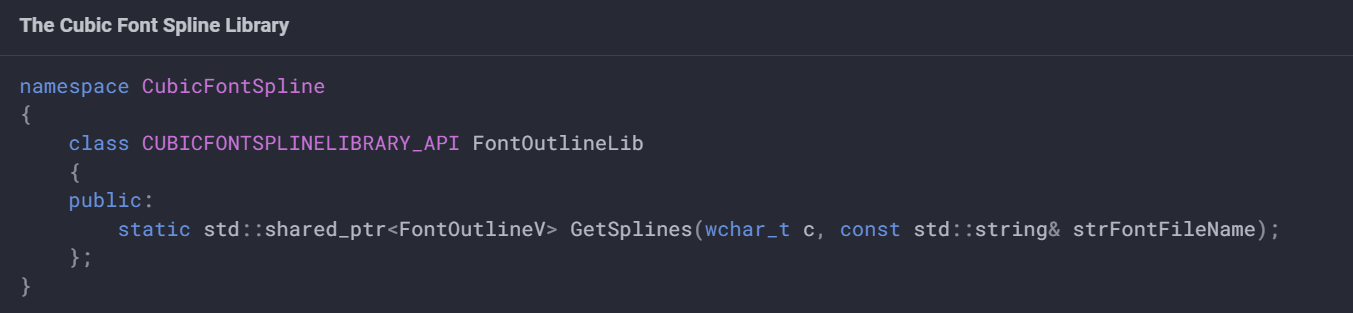 The Cubic Font Spline Library
namespace CubicFontSpline
{
    class CUBICFONTSPLINELIBRARY_API FontOutlineLib
    {
    public:
        static std::shared_ptr<FontOutlineV> GetSplines(wchar_t c, const std::string& strFontFileName);
    };
}